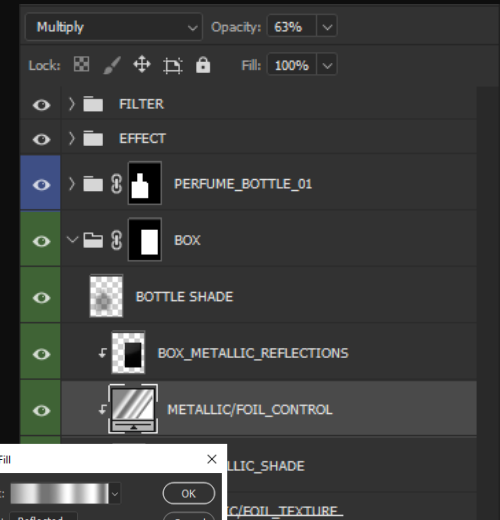 Multiply Opacity: 63%
Lock: Fill: 100%
FILTER
EFFECT
PERFUME_BOTTLE_01
BOX
BOTTLE SHADE
BOX_METALLIC_REFLECTIONS
METALLIC/FOIL_CONTROL
Fill
LLIC_SHADE
OK
C/FOIL_TEXTURE
Reflected